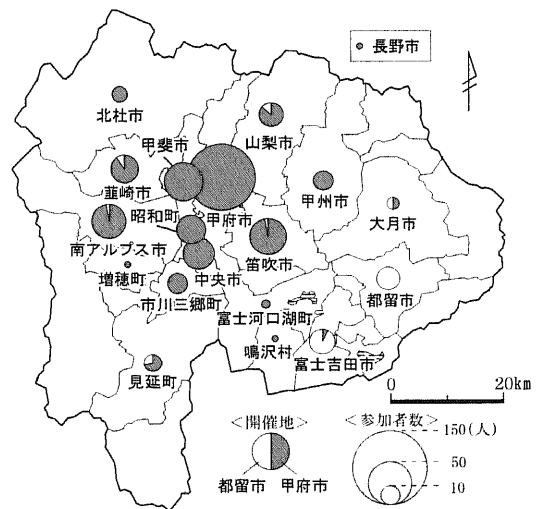 長野市
北杜市
山梨市
甲斐市
韮崎市
甲州市
昭和町
甲府市
大月市
南アルプス市
笛吹市
増穂町
中央市
都留市
市川三郷町
富士河口湖町
鳴沢村
富士吉田市
見延町
0 20km
<開催地>
都留市 甲府市
<参加者数>
150(人)
50
10